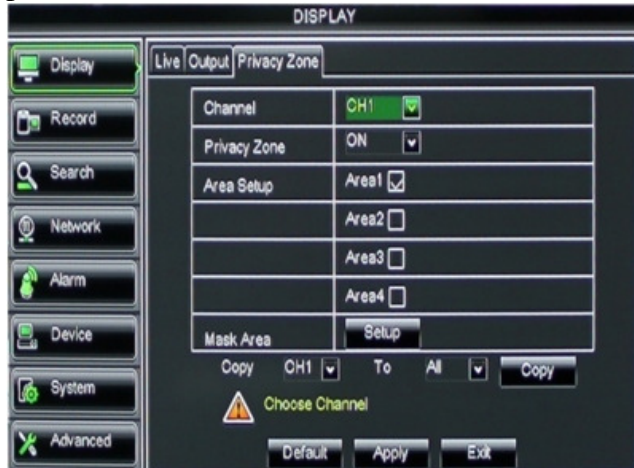 DISPLAY
Display
Record
Search
Network
Alarm
Device
System
Advanced
Live Output Privacy Zone
Channel CH1
Privacy Zone ON
Area Setup Area1
Area2
Area3
Area4
Mask Area Setup
Copy CH1 To All Copy
Choose Channel
Default Apply Exit